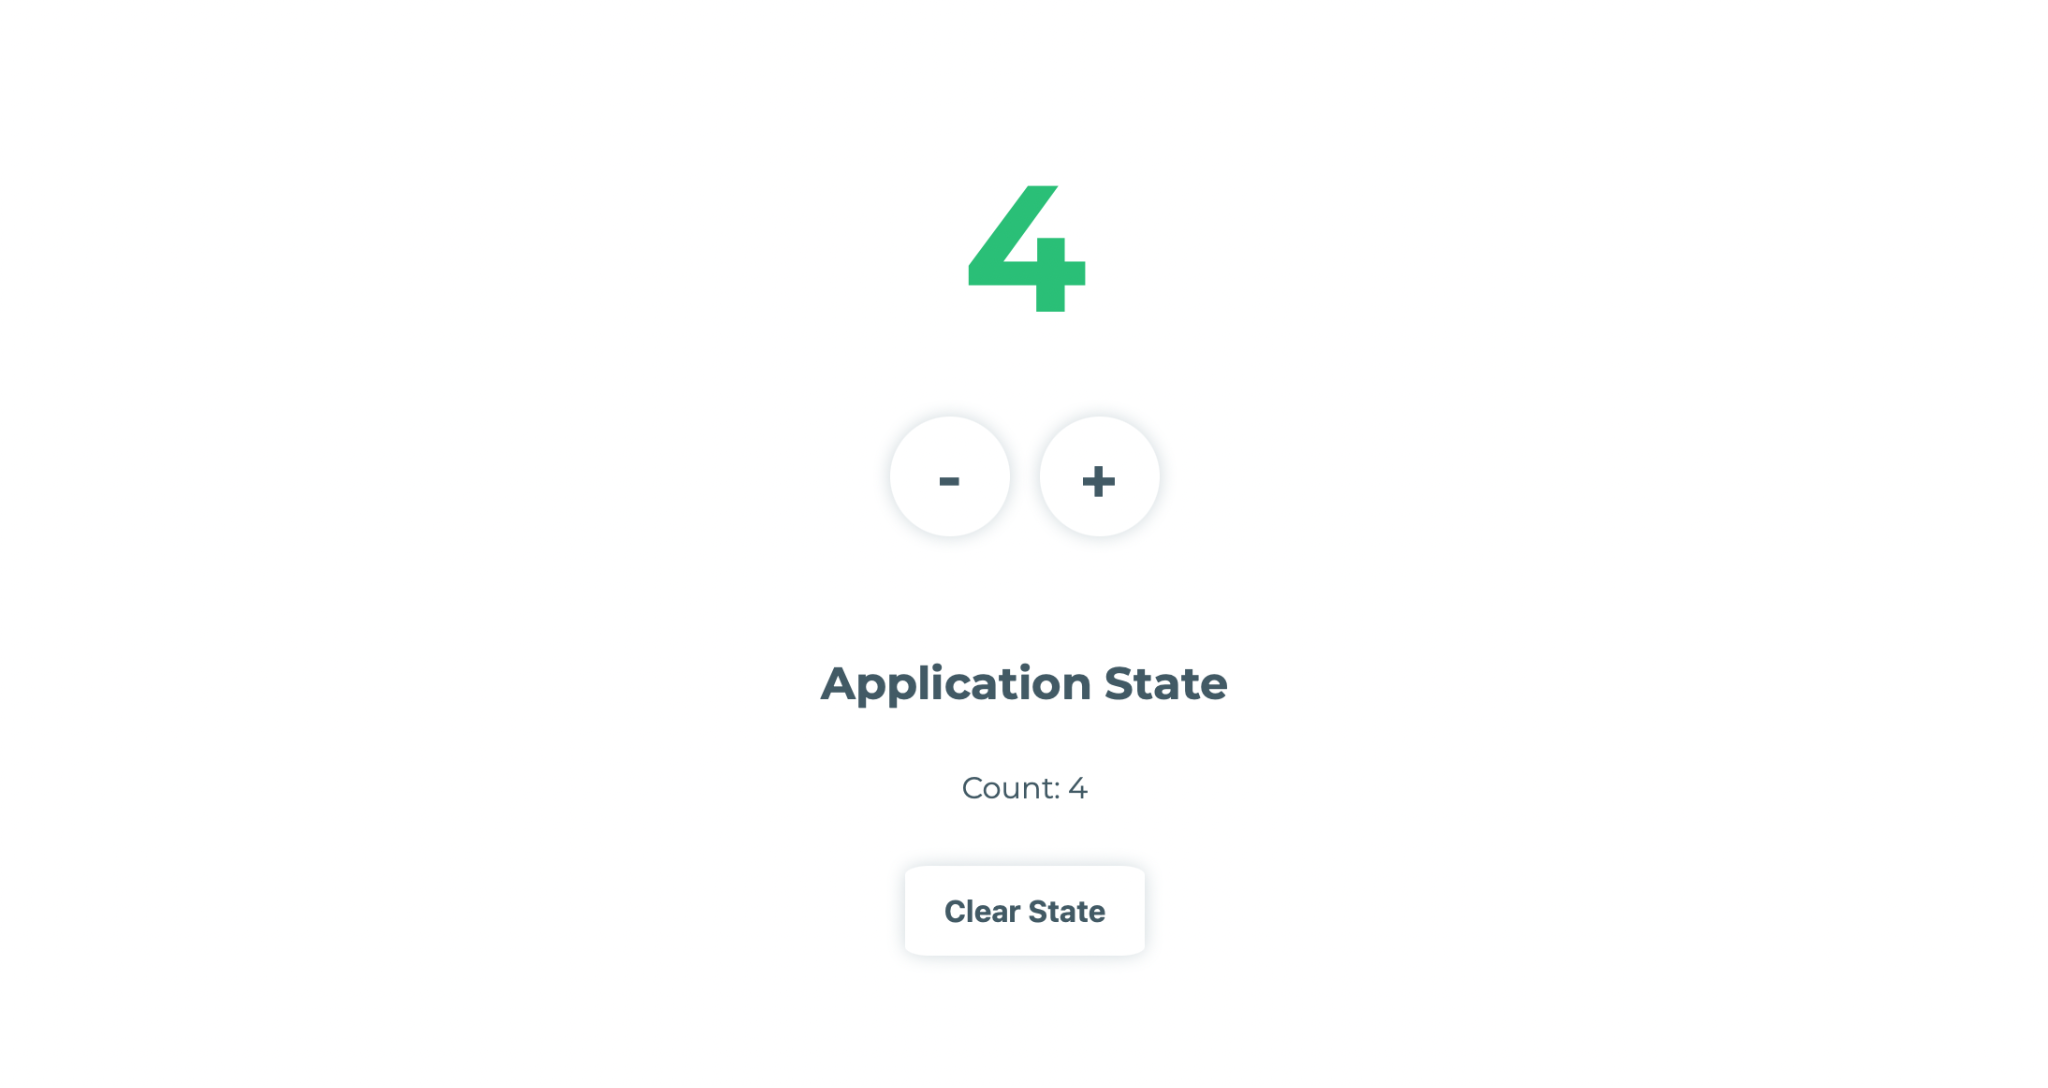 4
- +
Application State
Count: 4
Clear State